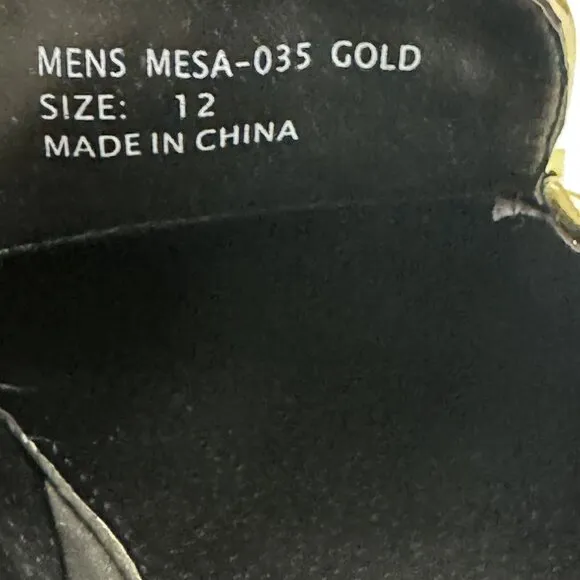 MENS MESA-035 GOLD
SIZE: 12
MADE IN CHINA